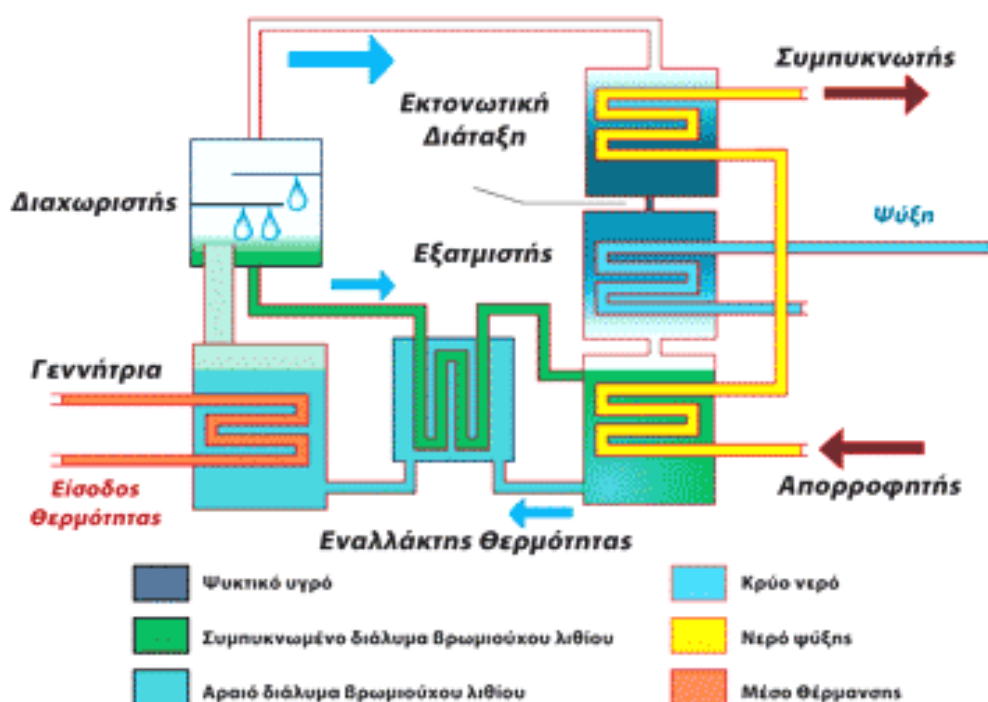 Συμπυκνωτής
Εκτονωτική
Διάταξη
Διαχωριστής
Ψύξη
Εξατμιστής
Γεννήτρια
Είσοδος
θερμότητας
Απορροφητής
Εναλλάκτης θερμότητας
Ψυκτικό υγρό
Κρύο νερό
Συμπυκνωμένο διάλυμα βρωμιούχου λιθίου
Νερό ψύξης
Αραιό διάλυμα βρωμιούχου λιθίου
Μέσο θέρμανσης